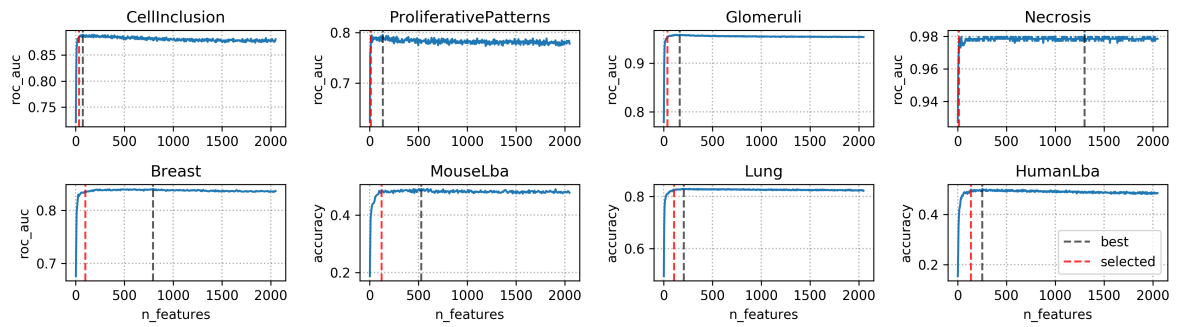 CellInclusion
ProliferativePatterns
Glomeruli
Necrosis
roc_auc
0.85
0.80
0.75
0 500 1000 1500 2000
roc_auc
0.8
0.7
0 500 1000 1500 2000
roc_auc
0.9
0.8
0 500 1000 1500 2000
roc_auc
0.98
0.96
0.94
0 500 1000 1500 2000
Breast
MouseLba
Lung
HumanLba
roc_auc
0.8
0.7
0 500 1000 1500 2000
n_features
accuracy
0.4
0.2
0 500 1000 1500 2000
n_features
accuracy
0.8
0.6
0 500 1000 1500 2000
n_features
accuracy
0.4
0.2
best
selected
0 500 1000 1500 2000
n_features